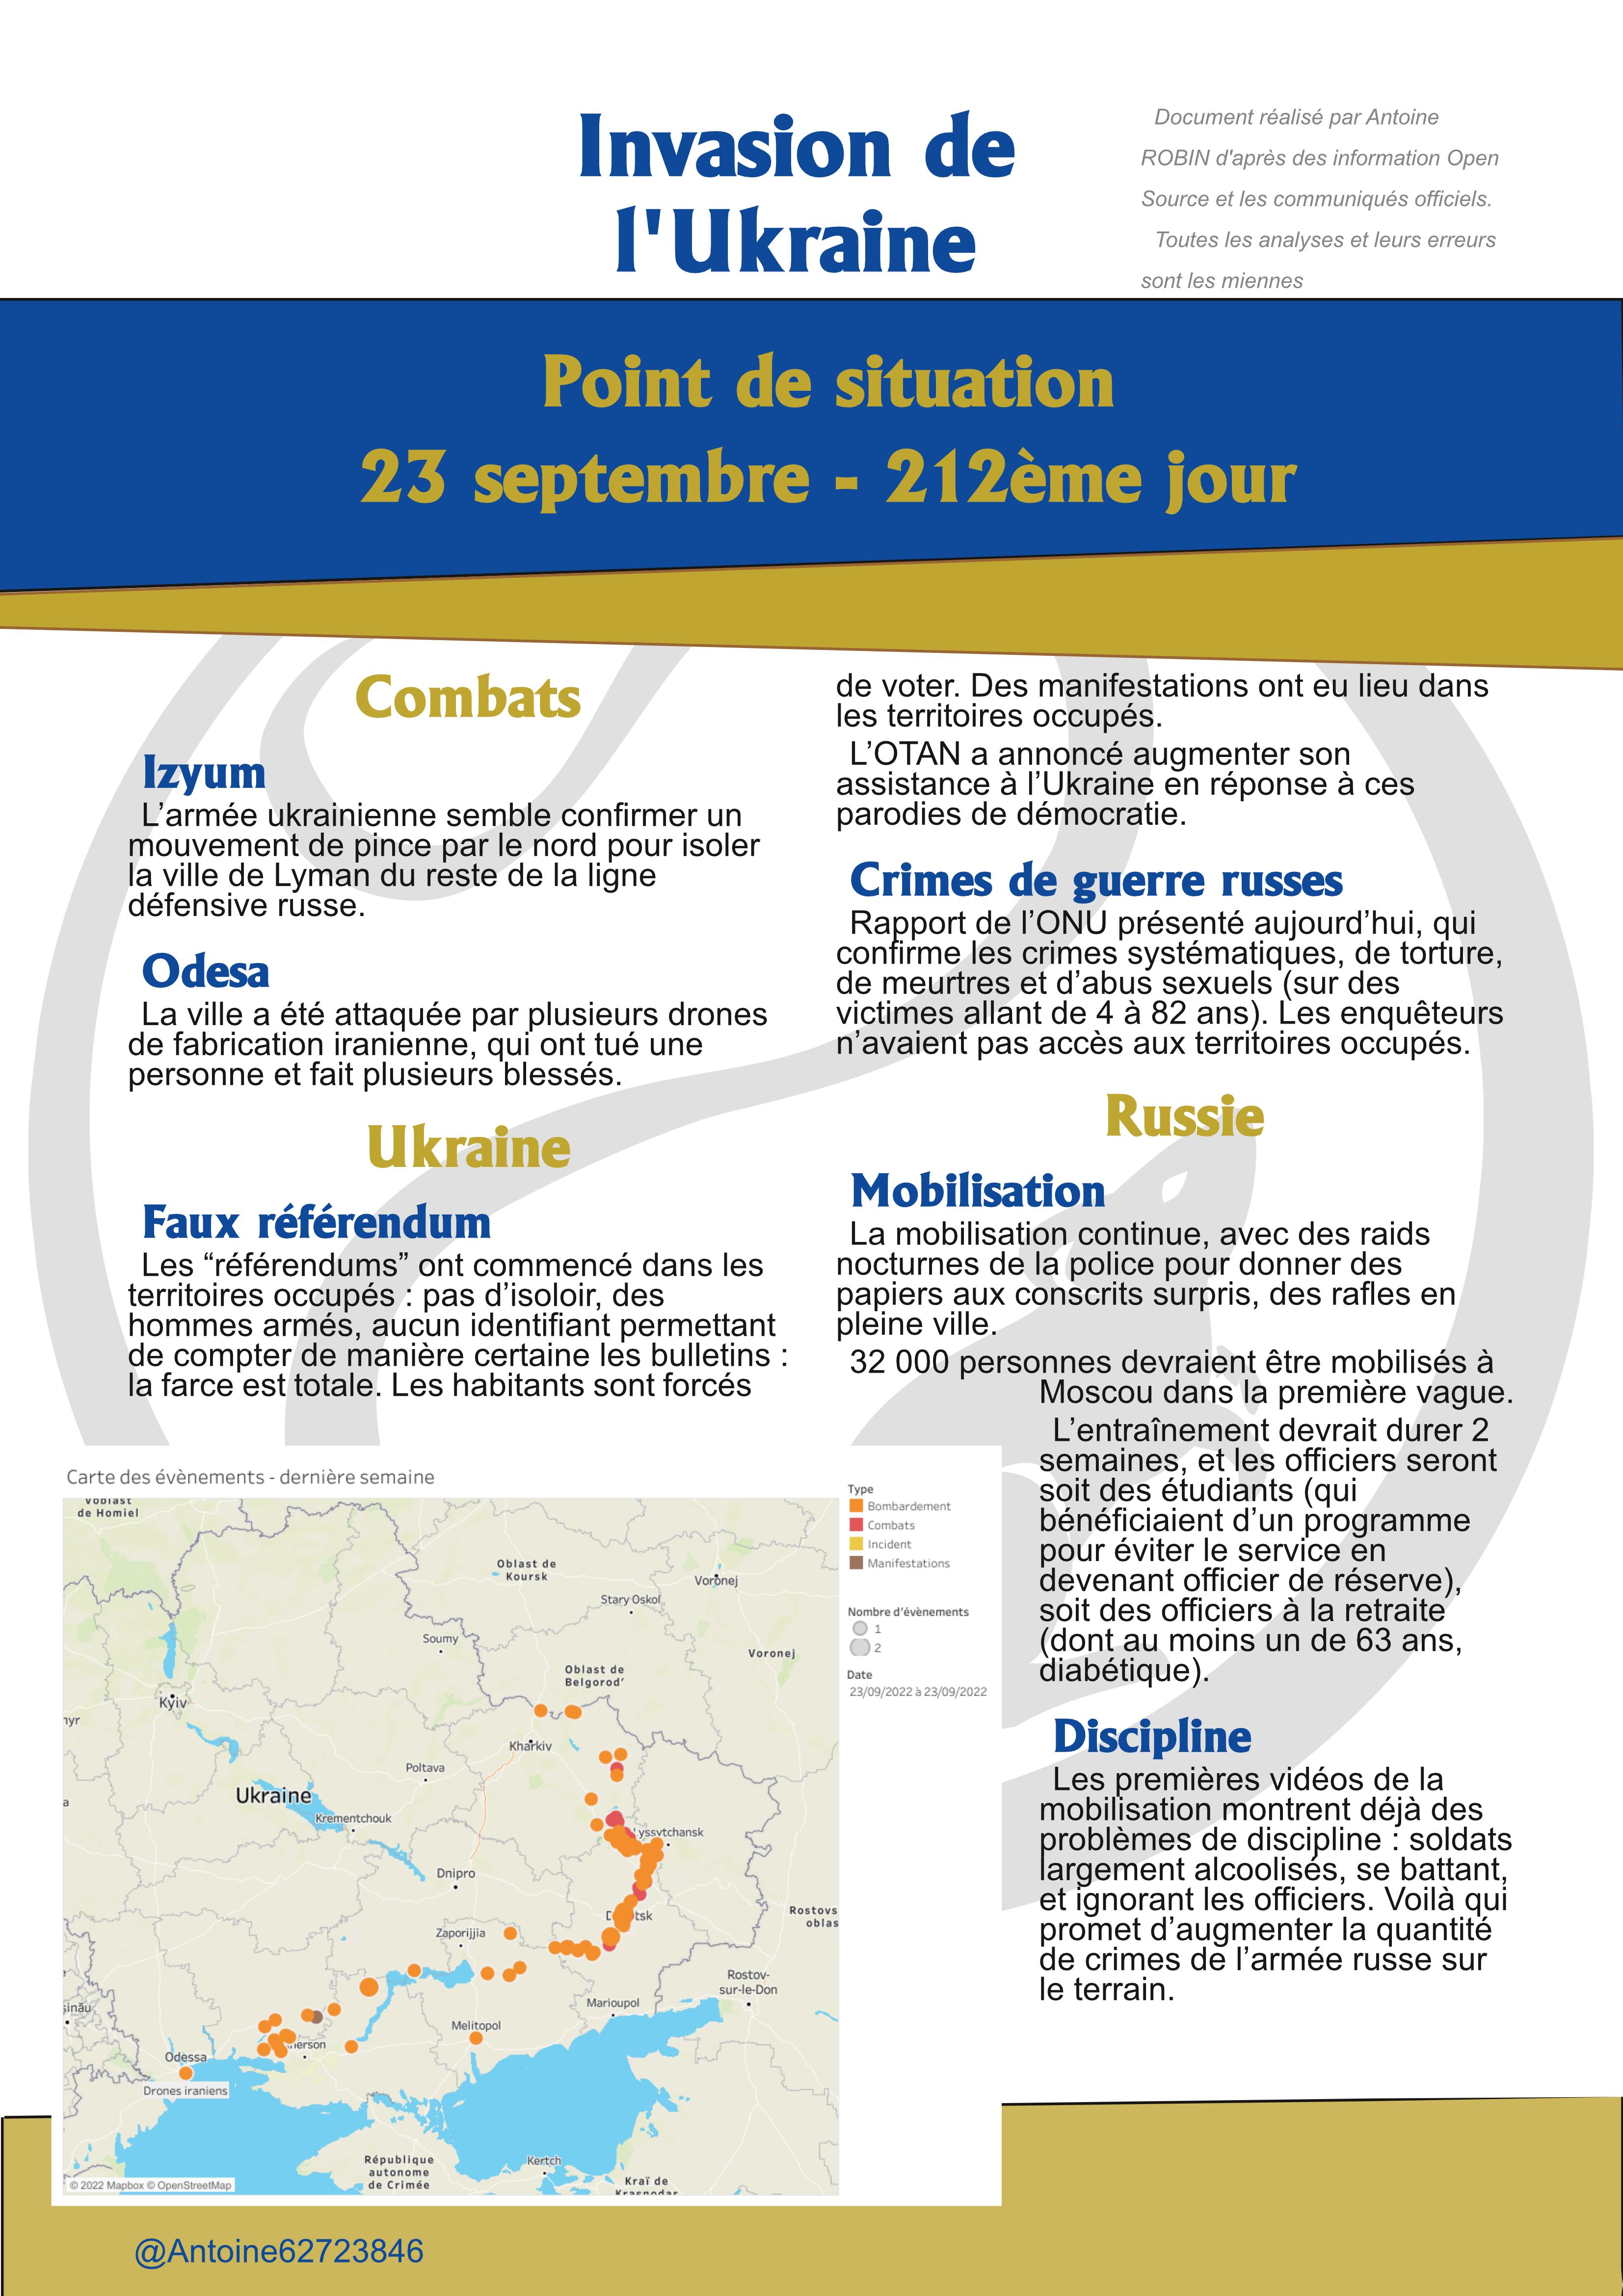 Invasion de
l'Ukraine
Document réalisé par Antoine
ROBIN d'après des information Open
Source et les communiqués officiels.
Toutes les analyses et leurs erreurs
sont les miennes
Point de situation
23 septembre - 212ème jour
Combats
Izyum
L’armée ukrainienne semble confirmer un
mouvement de pince par le nord pour isoler
la ville de Lyman du reste de la ligne
défensive russe.
Odesa
La ville a été attaquée par plusieurs drones
de fabrication iranienne, qui ont tué une
personne et fait plusieurs blessés.
Ukraine
Faux référendum
Les “référendums” ont commencé dans les
territoires occupés : pas d’isoloir, des
hommes armés, aucun identifiant permettant
de compter de manière certaine les bulletins :
la farce est totale. Les habitants sont forcés
de voter. Des manifestations ont eu lieu dans
les territoires occupés.
L’OTAN a annoncé augmenter son
assistance à l’Ukraine en réponse à ces
parodies de démocratie.
Crimes de guerre russes
Rapport de l’ONU présenté aujourd’hui, qui
confirme les crimes systématiques, de torture,
de meurtres et d’abus sexuels (sur des
victimes allant de 4 à 82 ans). Les enquêteurs
n’avaient pas accès aux territoires occupés.
Russie
Mobilisation
La mobilisation continue, avec des raids
nocturnes de la police pour donner des
papiers aux conscrits surpris, des rafles en
pleine ville.
32 000 personnes devraient être mobilisés à
Moscou dans la première vague.
L’entraînement devrait durer 2
semaines, et les officiers seront
soit des étudiants (qui
bénéficiaient d’un programme
pour éviter le service en
devenant officier de réserve),
soit des officiers à la retraite
(dont au moins un de 63 ans,
diabétique).
Discipline
Les premières vidéos de la
mobilisation montrent déjà des
problèmes de discipline : soldats
largement alcoolisés, se battant,
et ignorant les officiers. Voilà qui
promet d’augmenter la quantité
de crimes de l’armée russe sur
le terrain.
Carte des évènements - dernière semaine
Voblast
de Homiel
Oblast de
Koursk
Voronej
Stary Oskol
Soumy
Voronej
Oblast de
Belgorod'
Kyïv
Kharkiv
Poltava
Ukraine
Krementchouk
Dnipro
Zaporijjia
Rostovs
oblas
Rostov-
sur-le-Don
Marioupol
Melitopol
Odessa
Drones iraniens
République
autonome
de Crimée
Kertch
Kraï de
Krasnodar
© 2022 Mapbox © OpenStreetMap
Type
Bombardement
Combats
Incident
Manifestations
Nombre d'évènements
1
2
Date
23/09/2022 à 23/09/2022
@Antoine62723846